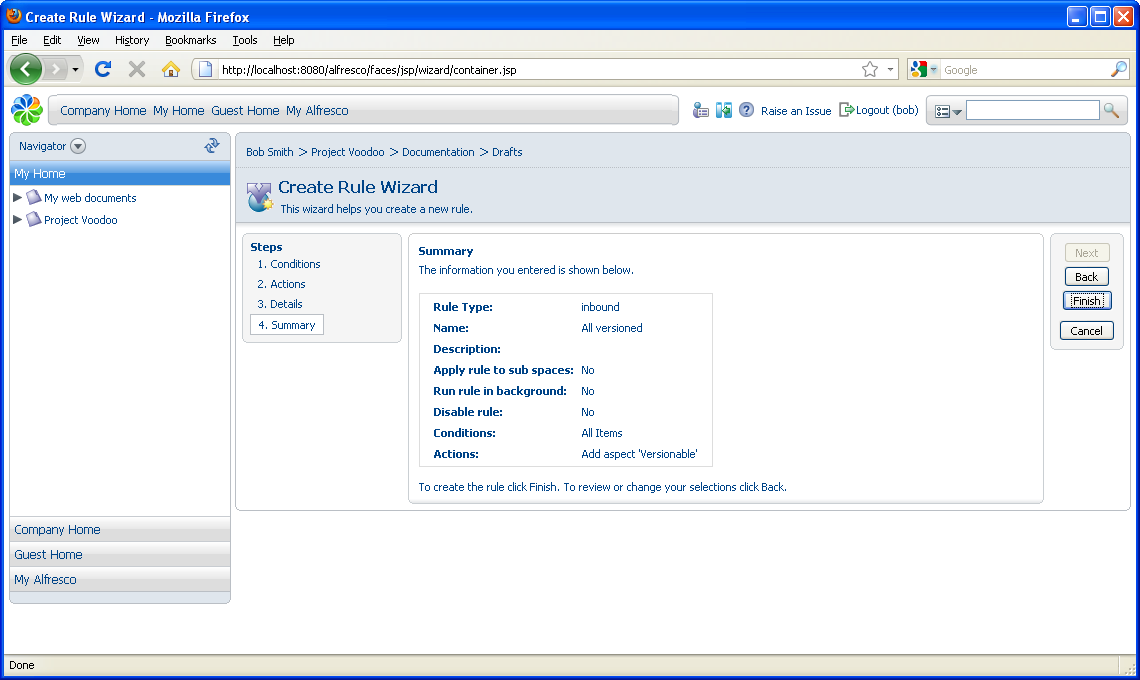 Create Rule Wizard - Mozilla Firefox
File Edit View History Bookmarks Tools Help
http://localhost:8080/alfresco/faces/jsp/wizard/container.jsp
Google
Company Home My Home Guest Home My Alfresco
Raise an Issue Logout (bob)
Navigator
My Home
My web documents
Project Voodoo
Company Home
Guest Home
My Alfresco
Bob Smith > Project Voodoo > Documentation > Drafts
Create Rule Wizard
This wizard helps you create a new rule.
Steps
1. Conditions
2. Actions
3. Details
4. Summary
Summary
The information you entered is shown below.
Rule Type: inbound
Name: All versioned
Description:
Apply rule to sub spaces: No
Run rule in background: No
Disable rule: No
Conditions: All Items
Actions: Add aspect 'Versionable'
To create the rule click Finish. To review or change your selections click Back.
Next
Back
Finish
Cancel
Done